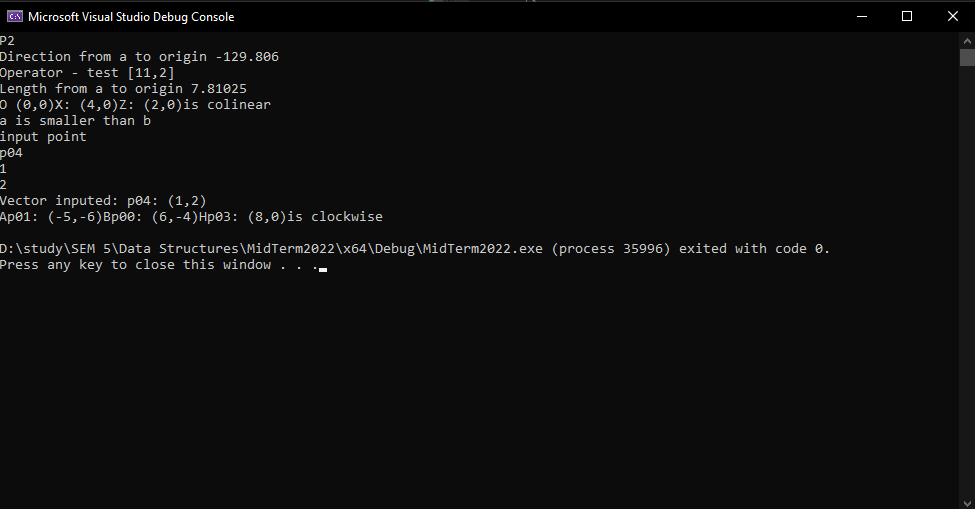 Microsoft Visual Studio Debug Console
P2
Direction from a to origin -129.806
Operator - test [11,2]
Length from a to origin 7.81025
O (0,0)X: (4,0)Z: (2,0)is colinear
a is smaller than b
input point
p04
1
2
Vector inputed: p04: (1,2)
Ap01: (-5,-6)Bp00: (6,-4)Hp03: (8,0)is clockwise
D:\study\SEM 5\Data Structures\MidTerm2022\x64\Debug\MidTerm2022.exe (process 35996) exited with code 0.
Press any key to close this window . . .